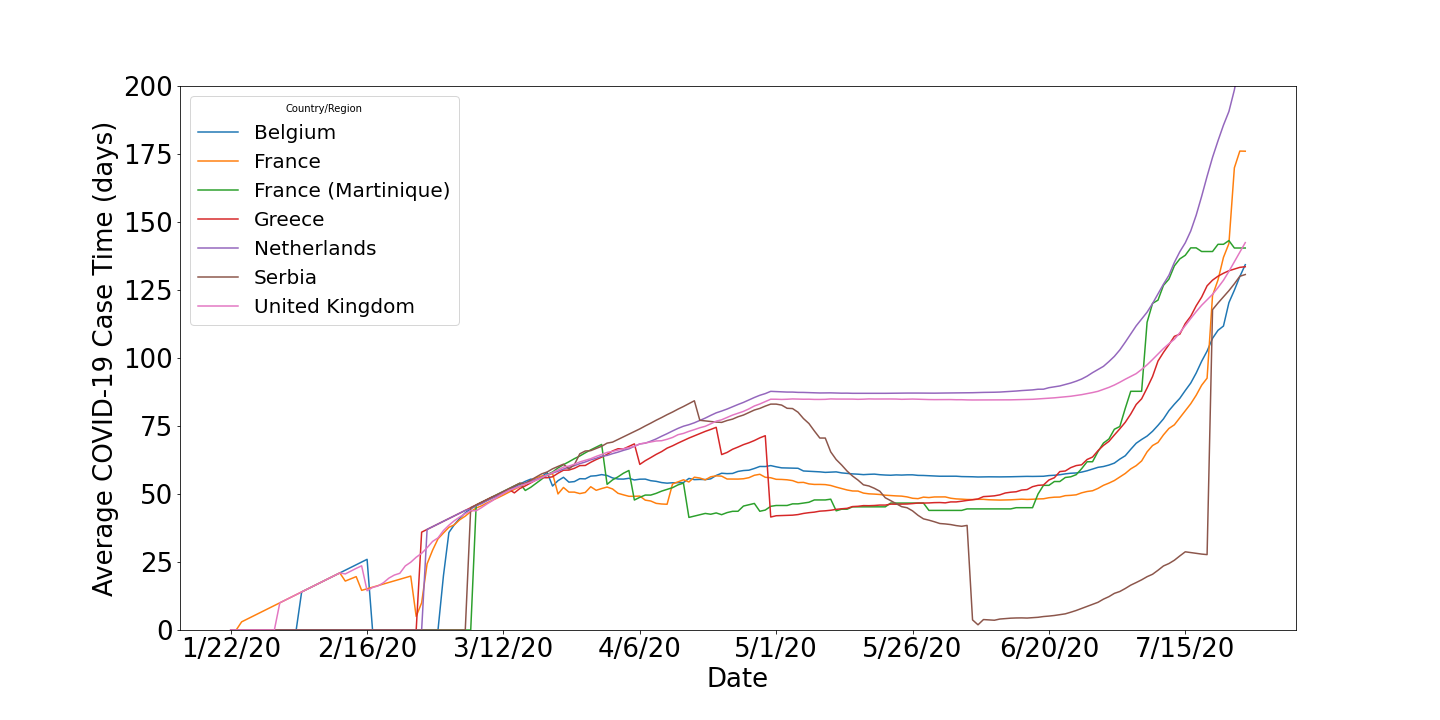 200
175
150
125
100
75
50
25
0
Average COVID-19 Case Time (days)
Country/Region
Belgium
France
France (Martinique)
Greece
Netherlands
Serbia
United Kingdom
1/22/20 2/16/20 3/12/20 4/6/20 5/1/20 5/26/20 6/20/20 7/15/20
Date